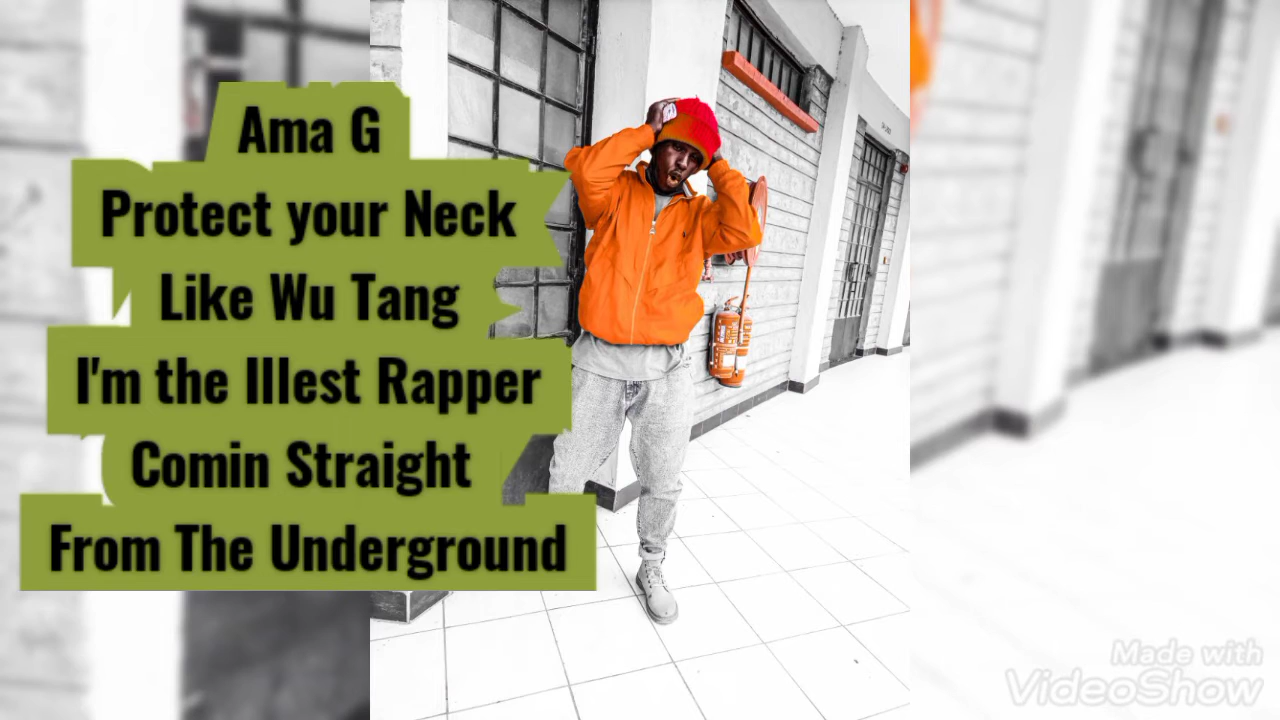 Ama G
Protect your Neck
Like Wu Tang
I'm the Illest Rapper
Comin Straight
From The Underground
Made with
VideoShow